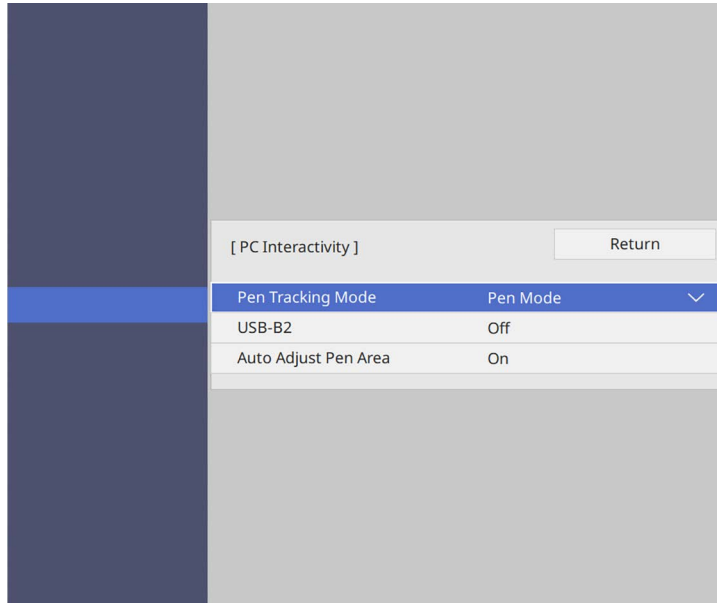 [ PC Interactivity ] Return
Pen Tracking Mode Pen Mode
USB-B2 Off
Auto Adjust Pen Area On